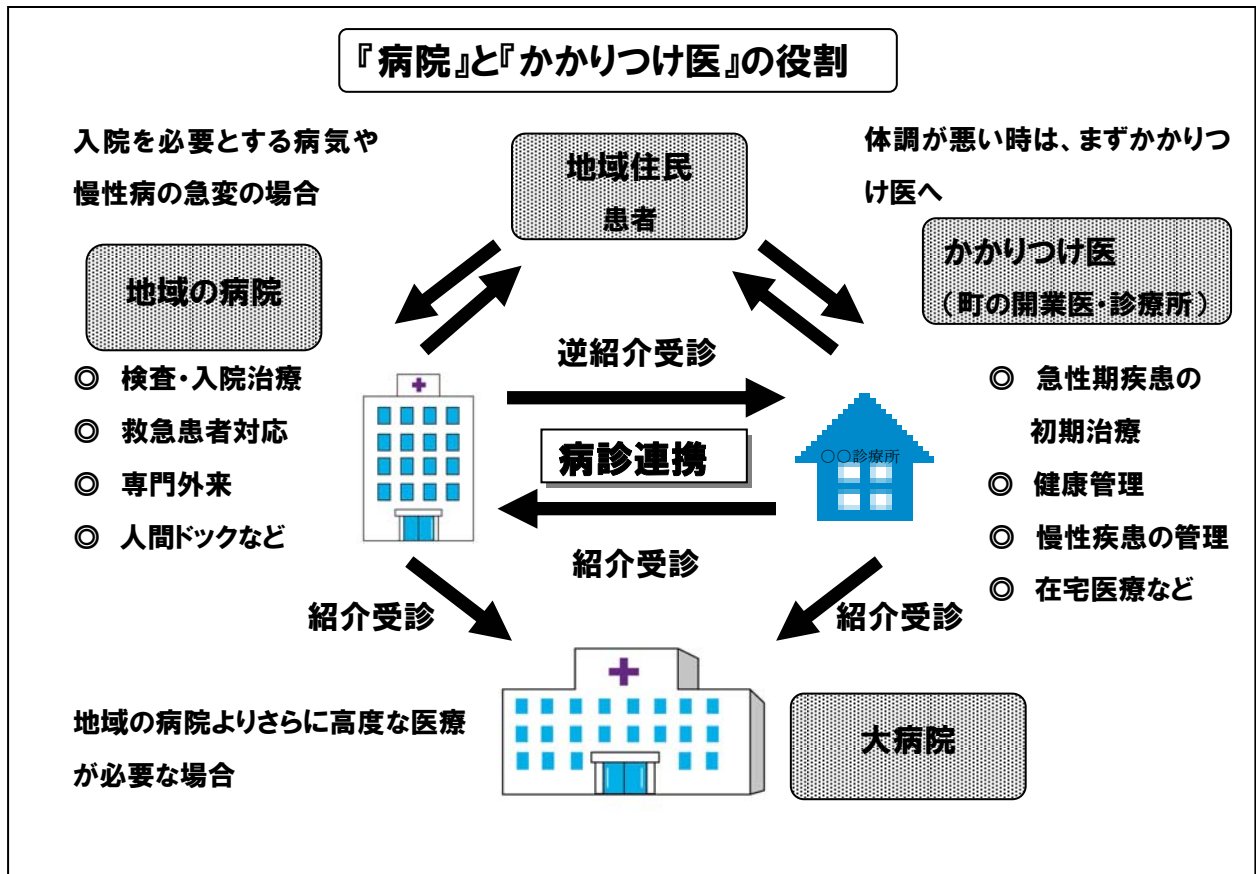 『病院』と『かかりつけ医』の役割
入院を必要とする病気や
慢性病の急変の場合
地域住民
患者
体調が悪い時は、まずかかりつ
け医へ
地域の病院
かかりつけ医
（町の開業医・診療所）
◎ 検査・入院治療
◎ 救急患者対応
◎ 専門外来
◎ 人間ドックなど
逆紹介受診
病診連携
紹介受診
〇〇診療所
◎ 急性期疾患の
初期治療
◎ 健康管理
◎ 慢性疾患の管理
◎ 在宅医療など
紹介受診
紹介受診
地域の病院よりさらに高度な医療
が必要な場合
大病院